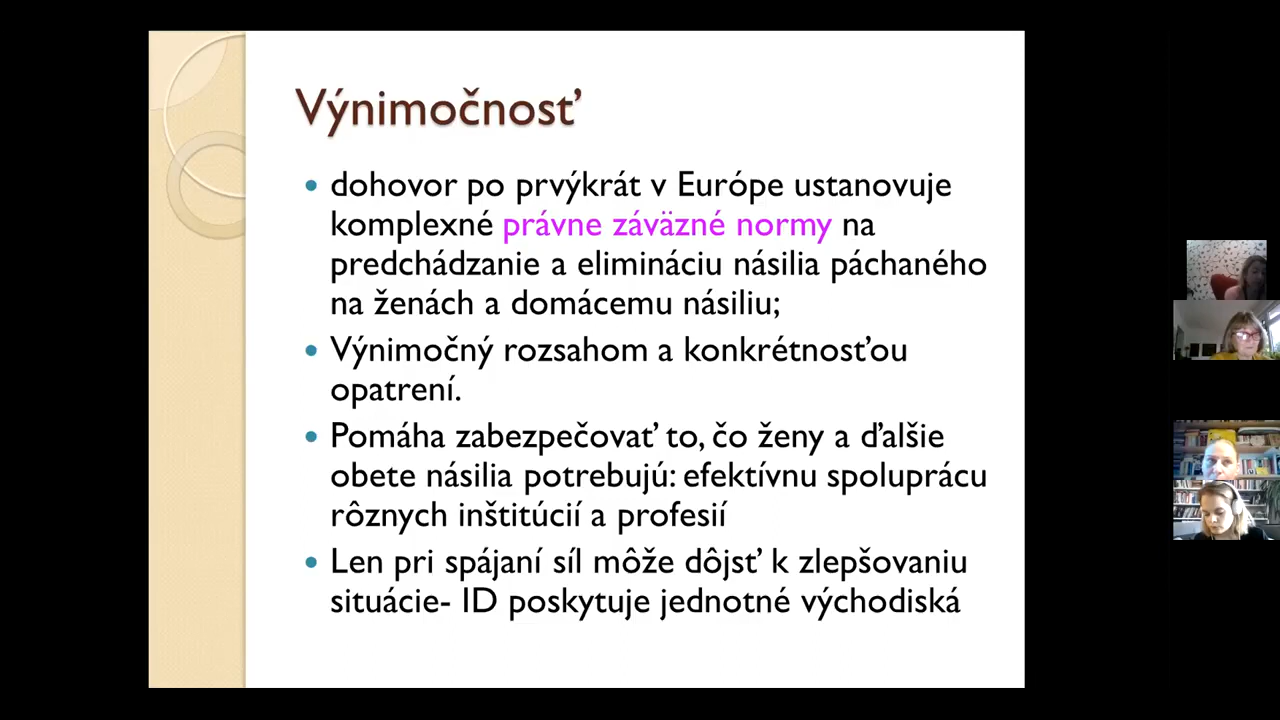 Výnimočnosť
• dohovor po prvýkrát v Európe ustanovuje
komplexné právne záväzné normy na
predchádzanie a elimináciu násilia páchaného
na ženách a domácemu násiliu;
• Výnimočný rozsahom a konkrétnosťou
opatrení.
• Pomáha zabezpečovať to, čo ženy a ďalšie
obete násilia potrebujú: efektívnu spoluprácu
rôznych inštitúcií a profesií
• Len pri spájaní síl môže dôjsť k zlepšovaniu
situácie- ID poskytuje jednotné východiská